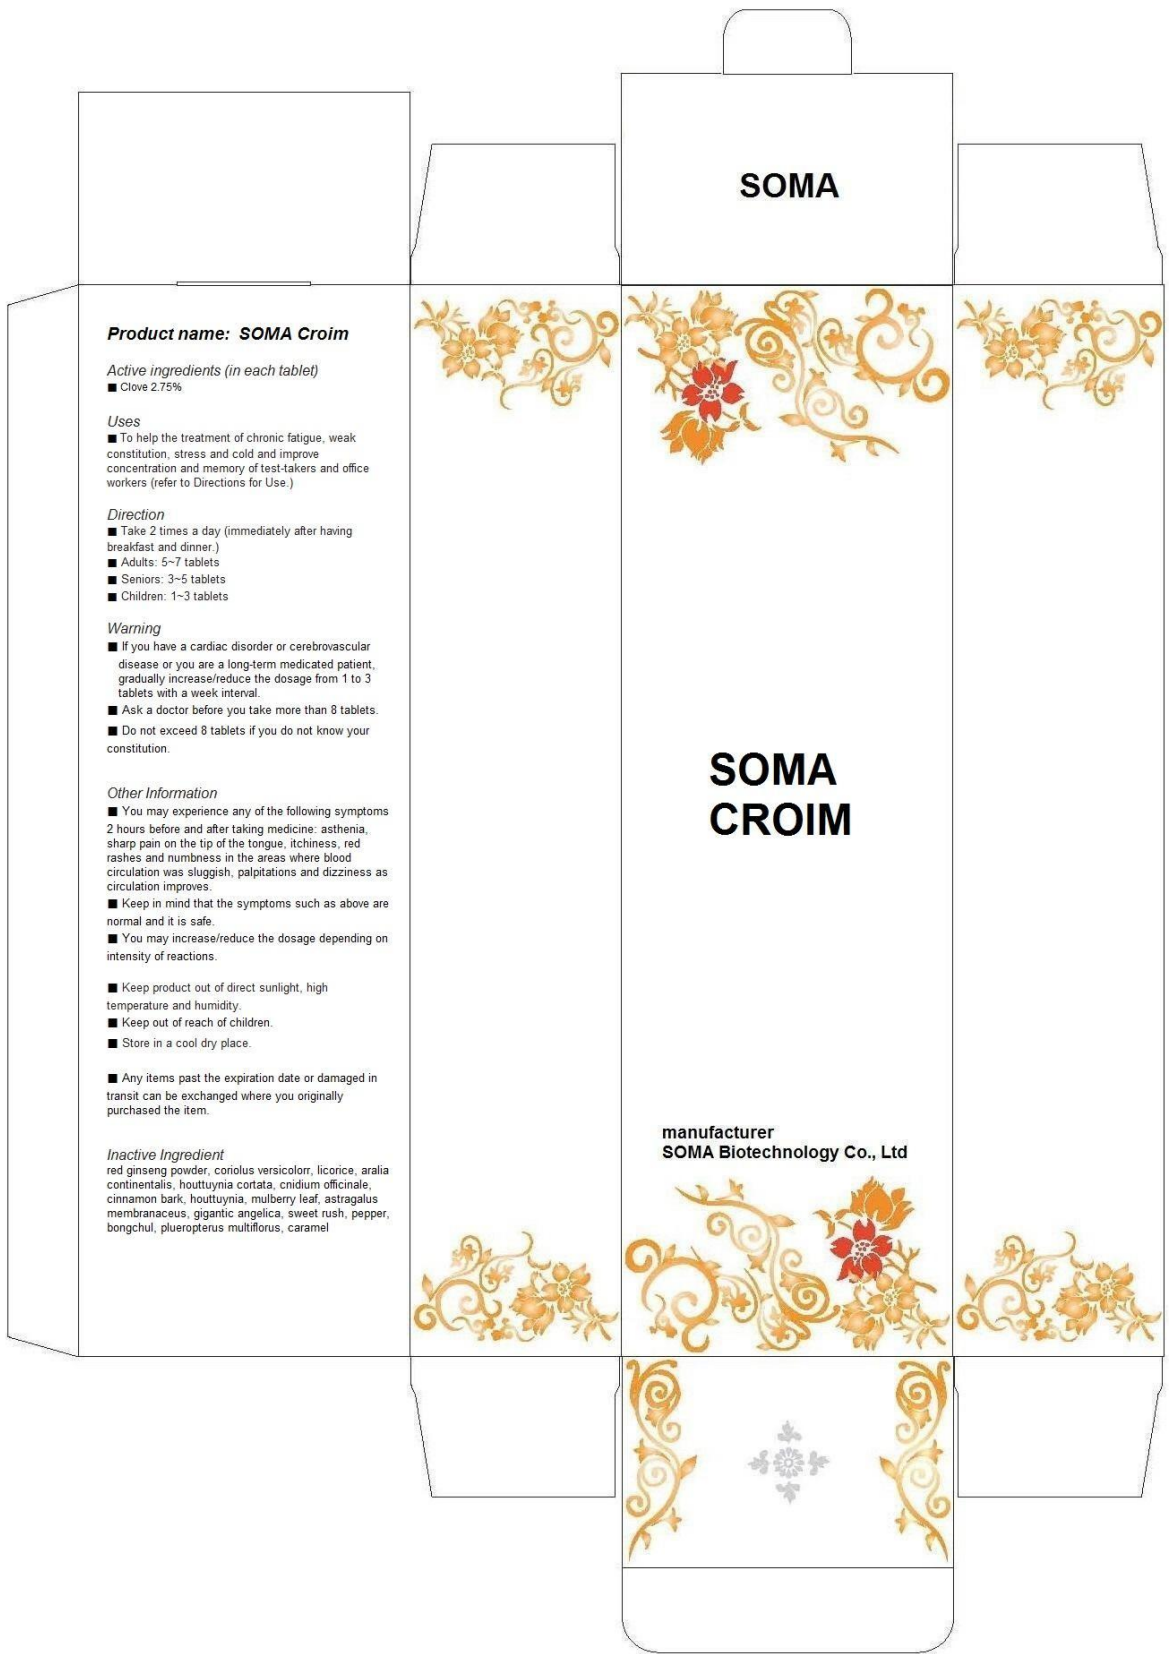 SOMA
Product name:  SOMA Croim
Active ingredients (in each tablet)
■ Clove 2.75%
Uses
■ To help the treatment of chronic fatigue, weak
constitution, stress and cold and improve
concentration and memory of test-takers and office
workers (refer to Directions for Use.)
Direction
■ Take 2 times a day (immediately after having
breakfast and dinner.)
■ Adults: 5~7 tablets
■ Seniors: 3~5 tablets
■ Children: 1~3 tablets
Warning
■ If you have a cardiac disorder or cerebrovascular
disease or you are a long-term medicated patient,
gradually increase/reduce the dosage from 1 to 3
tablets with a week interval.
■ Ask a doctor before you take more than 8 tablets.
■ Do not exceed 8 tablets if you do not know your
constitution.
Other Information
■ You may experience any of the following symptoms
2 hours before and after taking medicine: asthenia,
sharp pain on the tip of the tongue, itchiness, red
rashes and numbness in the areas where blood
circulation was sluggish, palpitations and dizziness as
circulation improves.
■ Keep in mind that the symptoms such as above are
normal and it is safe.
■ You may increase/reduce the dosage depending on
intensity of reactions.
■ Keep product out of direct sunlight, high
temperature and humidity.
■ Keep out of reach of children.
■ Store in a cool dry place.
■ Any items past the expiration date or damaged in
transit can be exchanged where you originally
purchased the item.
Inactive Ingredient
red ginseng powder, coriolus versicolorr, licorice, aralia
continentalis, houttuynia cortata, cnidium officinale,
cinnamon bark, houttuynia, mulberry leaf, astragalus
membranaceus, gigantic angelica, sweet rush, pepper,
bongchul, plueropterus multiflorus, caramel
SOMA
CROIM
manufacturer
SOMA Biotechnology Co., Ltd